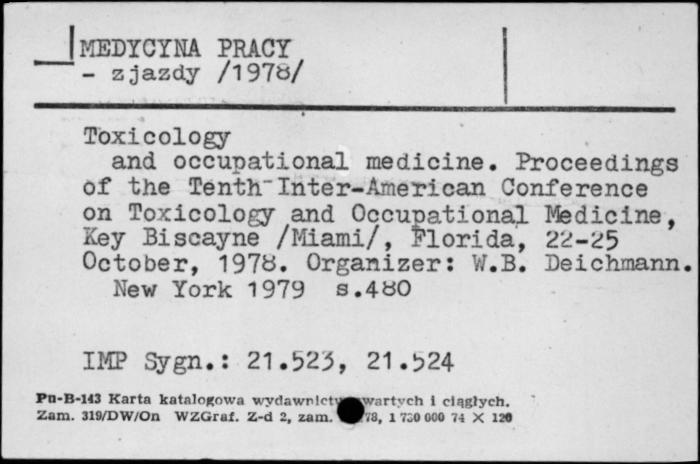 MEDYCYNA PRACY
- zjazdy /1978/
Toxicology
and occupational medicine. Proceedings
of the Tenth Inter-American Conference
on Toxicology and Occupational Medicine,
Key Biscayne /Miami/, Florida, 22-25
October, 1978. Organizer: W.B. Deichmann.
New York 1979 s.480
IMP Sygn.: 21.523, 21.524
Pu-B-143 Karta katalogowa wydawnictw zwartych i ciągłych.
Zam. 319/DW/On WZGraf. Z-d 2, zam. 78, 1 730 000 74 X 120